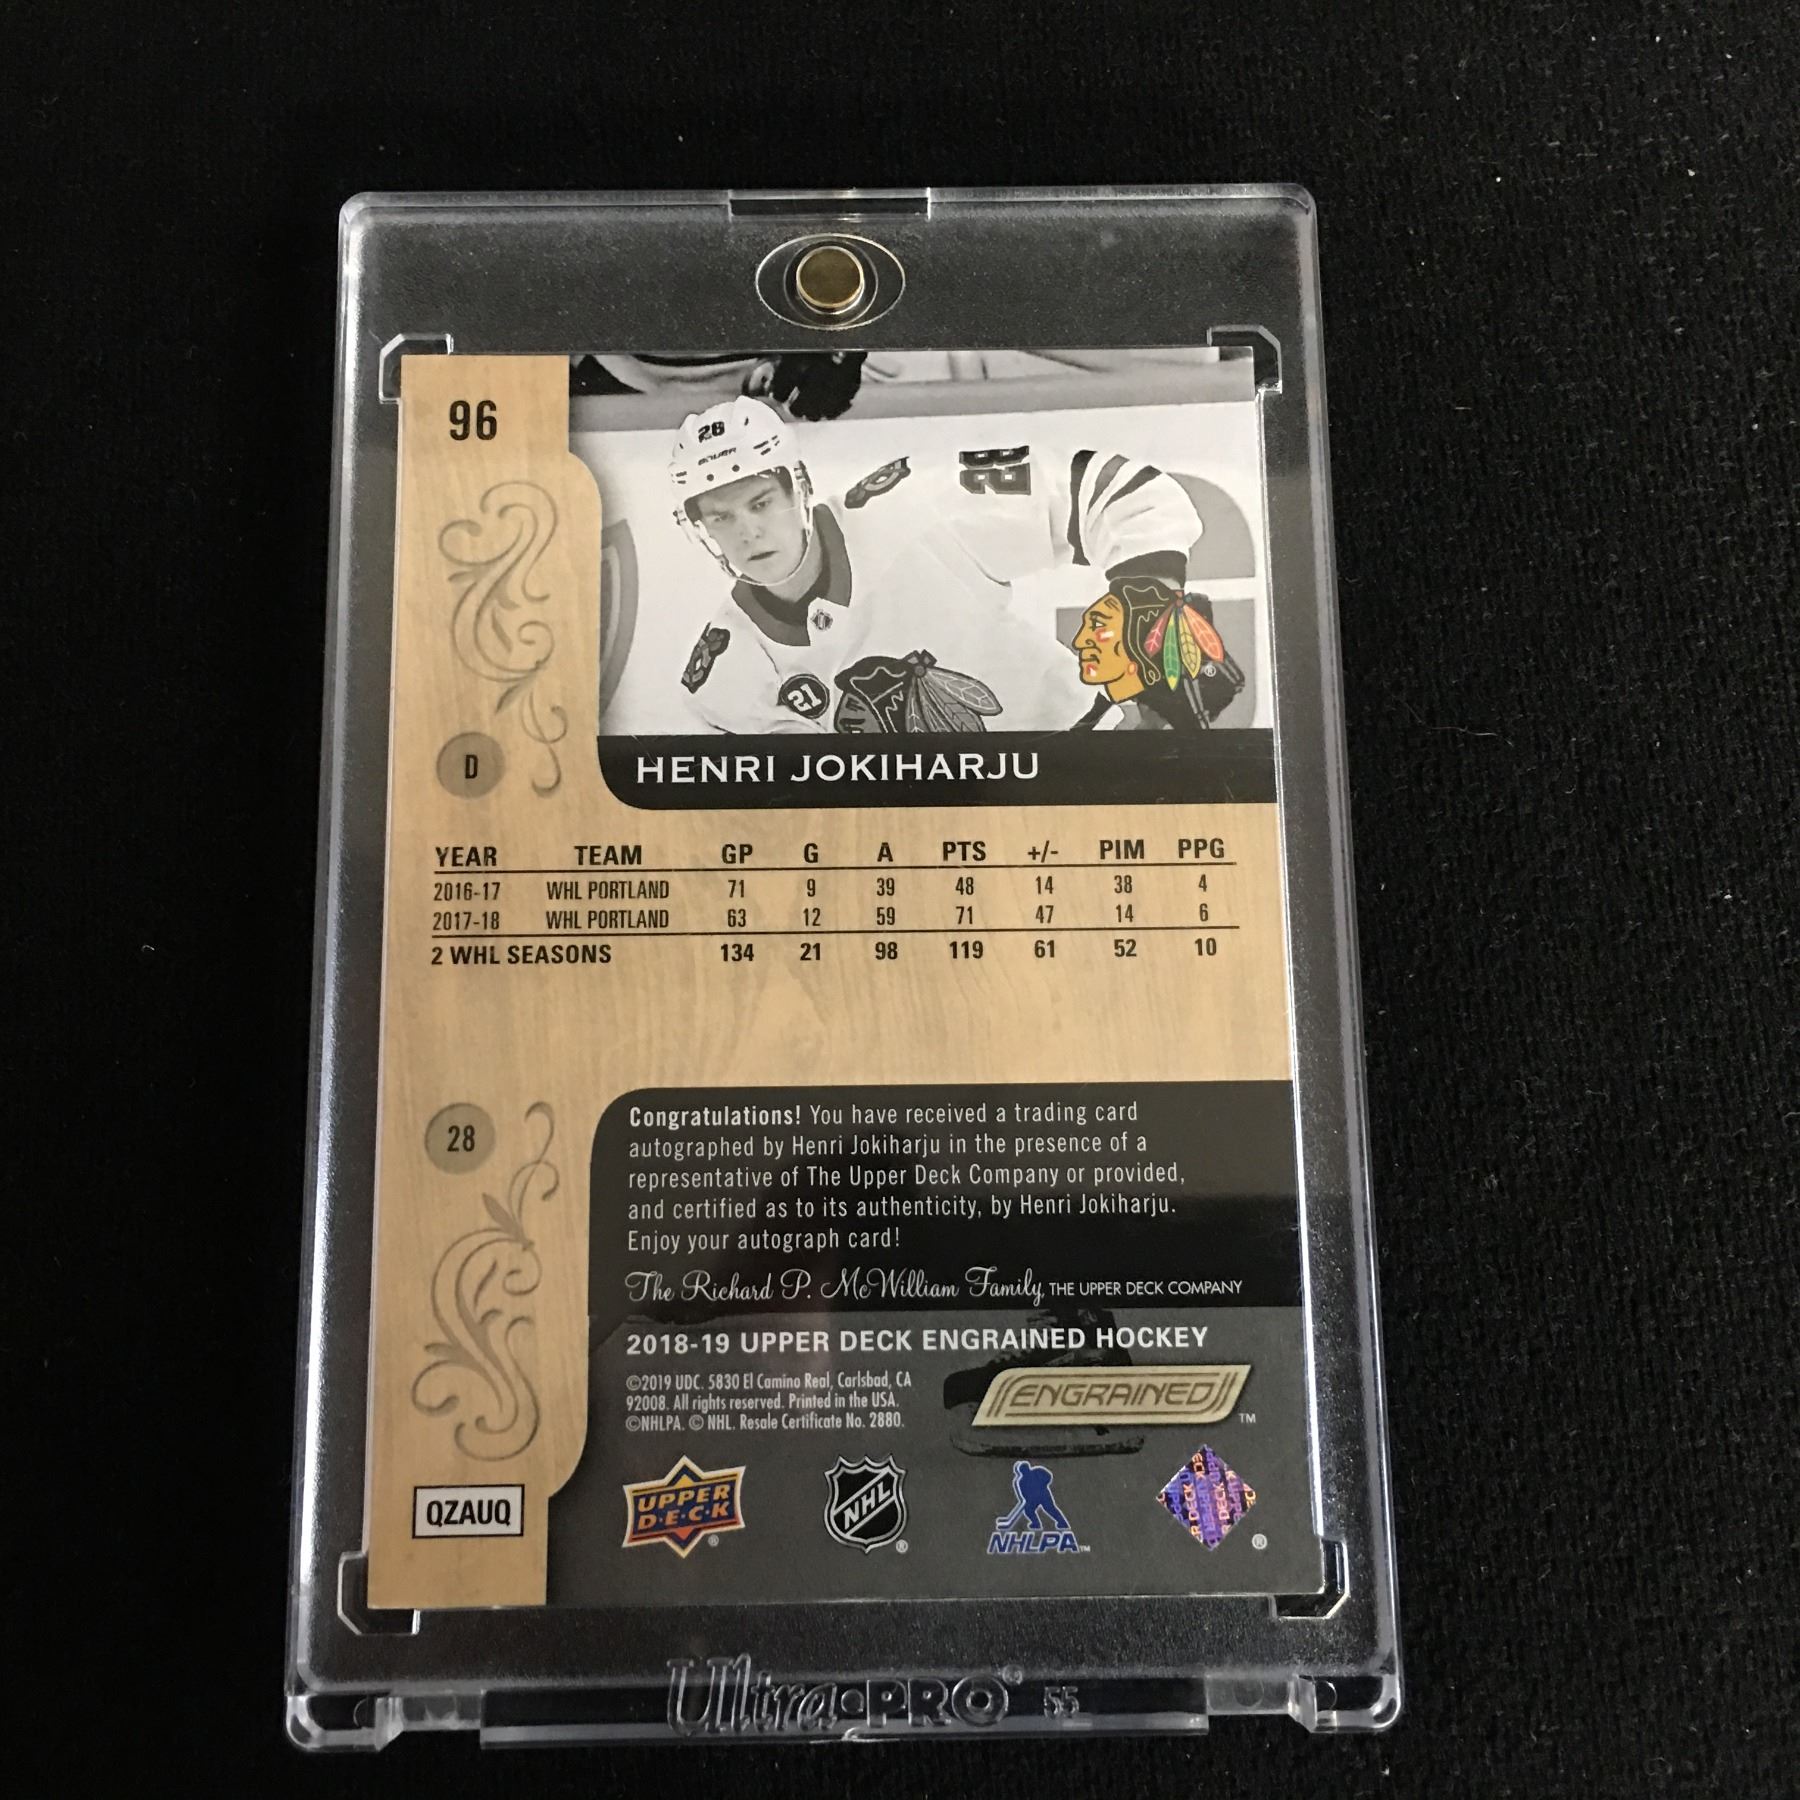 96
28
BAUER
28
21
D
HENRI JOKIHARJU
YEAR TEAM GP G A PTS +/- PIM PPG
2016-17 WHL PORTLAND 71 9 39 48 14 38 4
2017-18 WHL PORTLAND 63 12 59 71 47 14 6
2 WHL SEASONS 134 21 98 119 61 52 10
28
Congratulations! You have received a trading card
autographed by Henri Jokiharju in the presence of a
representative of The Upper Deck Company or provided,
and certified as to its authenticity, by Henri Jokiharju.
Enjoy your autograph card!
The Richard P. McWilliam Family, THE UPPER DECK COMPANY
2018-19 UPPER DECK ENGRAINED HOCKEY
©2019 UDC. 5830 El Camino Real, Carlsbad, CA
92008. All rights reserved. Printed in the USA.
©NHLPA. © NHL. Resale Certificate No. 2880.
ENGRAINED TM
QZAUQ
UPPER
D·E·C·K ®
NHL ®
NHLPA TM
®
Ultra·PRO® 55